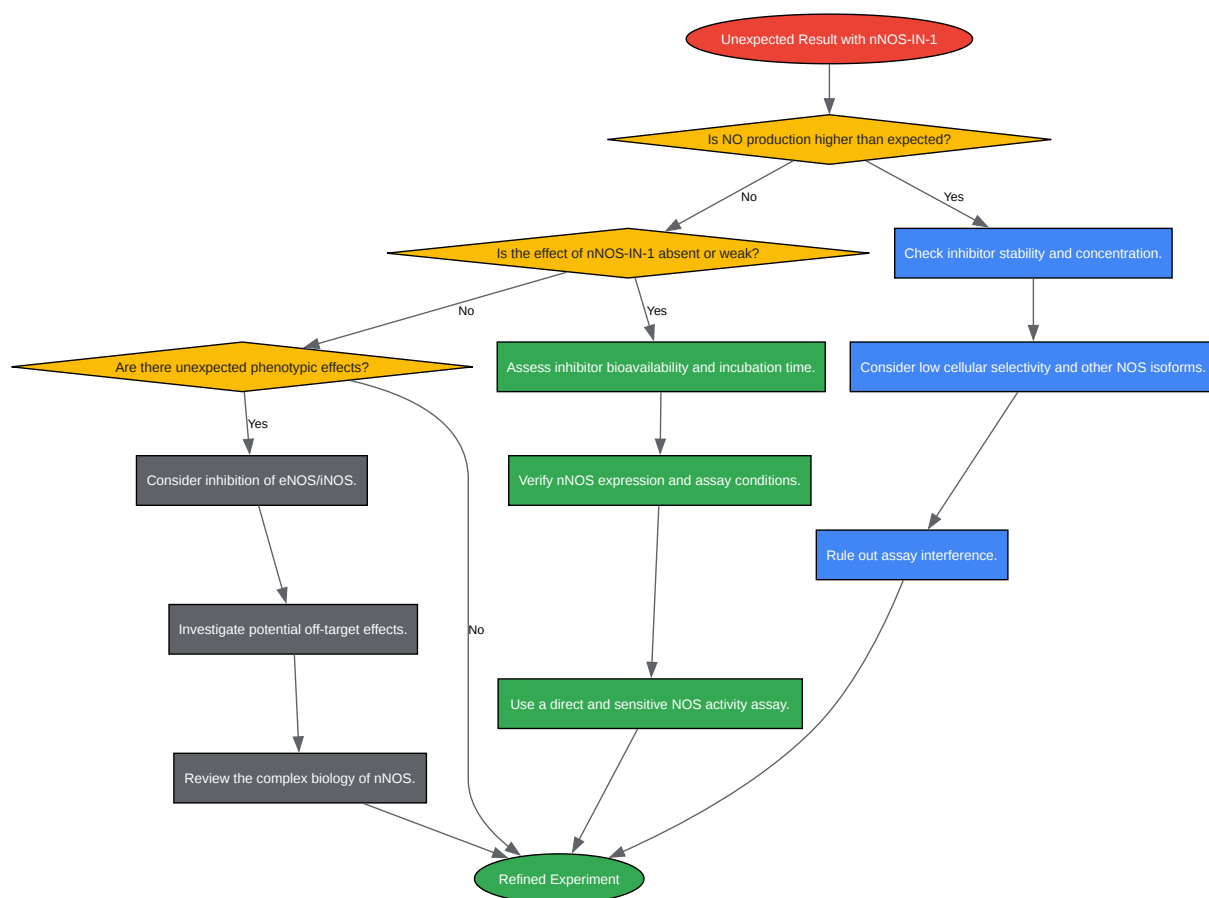 Unexpected Result with nNOS-IN-1
Is NO production higher than expected?
No
Yes
Is the effect of nNOS-IN-1 absent or weak?
Check inhibitor stability and concentration.
No
Yes
Are there unexpected phenotypic effects?
Assess inhibitor bioavailability and incubation time.
Consider low cellular selectivity and other NOS isoforms.
Yes
Consider inhibition of eNOS/iNOS.
Verify nNOS expression and assay conditions.
Rule out assay interference.
Investigate potential off-target effects.
No
Use a direct and sensitive NOS activity assay.
Review the complex biology of nNOS.
Refined Experiment